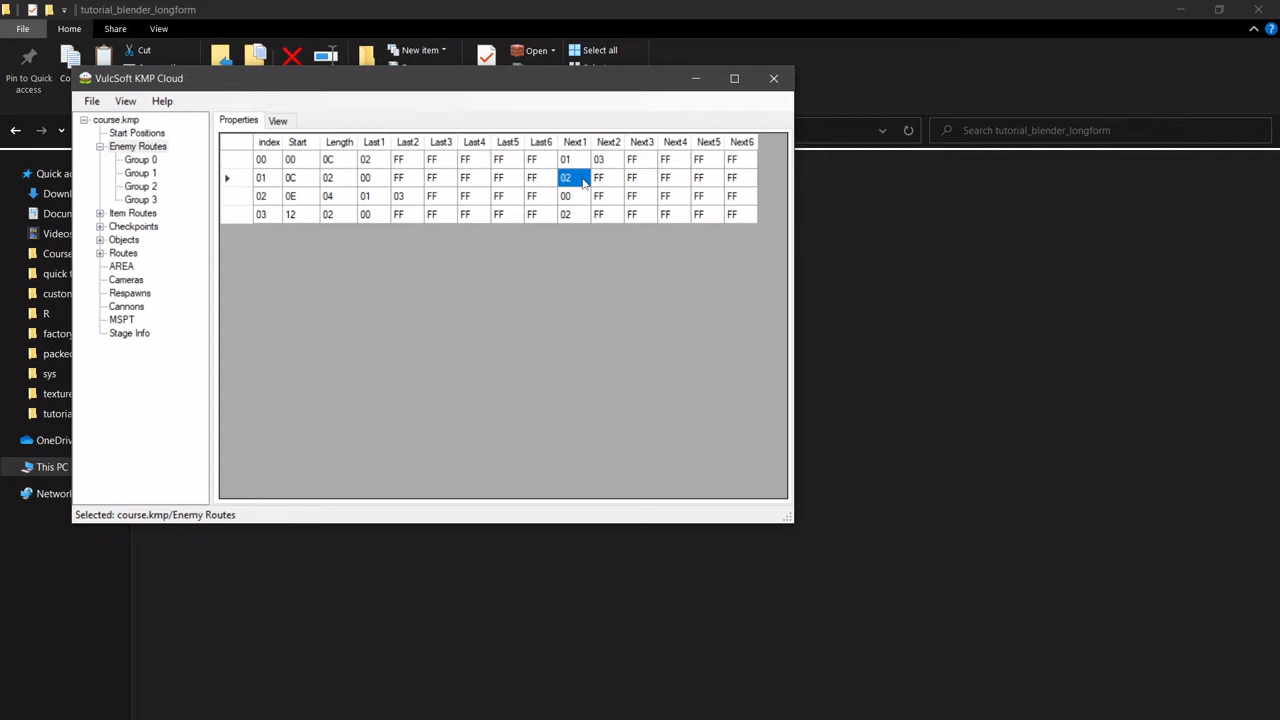 tutorial_blender_longform
File Home Share View
Pin to Quick access
Cut
New item
Open
Select all
VulcSoft KMP Cloud
File View Help
Search tutorial_blender_longform
course.kmp
Start Positions
Enemy Routes
Group 0
Group 1
Group 2
Group 3
Item Routes
Checkpoints
Objects
Routes
AREA
Cameras
Respawns
Cannons
MSPT
Stage Info
Properties View
index Start Length Last1 Last2 Last3 Last4 Last5 Last6 Next1 Next2 Next3 Next4 Next5 Next6
00 00 0C 02 FF FF FF FF FF 01 03 FF FF FF FF
01 0C 02 00 FF FF FF FF FF 02 FF FF FF FF FF
02 0E 04 01 03 FF FF FF FF 00 FF FF FF FF FF
03 12 02 00 FF FF FF FF FF 02 FF FF FF FF FF
Selected: course.kmp/Enemy Routes
Quick a
Downl
Docum
Videos
Course
quick t
custon
R
factory
packe
sys
texture
tutoria
OneDriv
This PC
Network